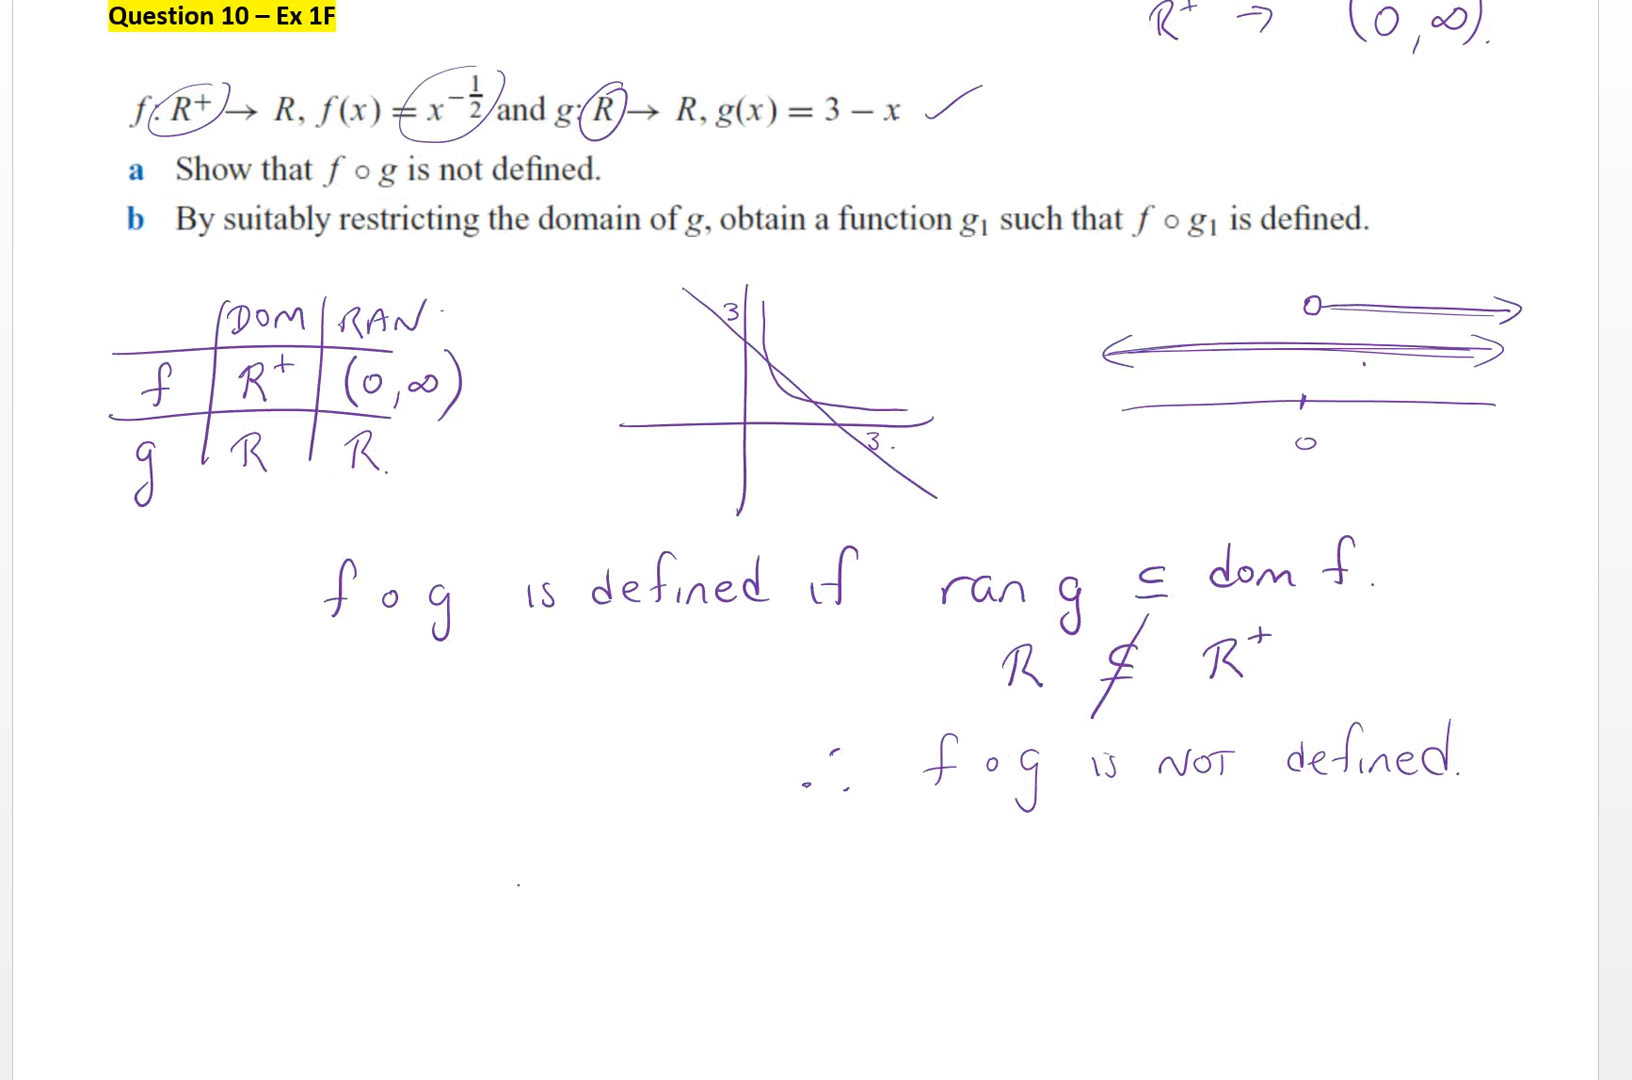 Question 10 – Ex 1F
R⁺ → (0,∞).
f: R+ → R, f(x) = x^{-\frac{1}{2}} and g: R → R, g(x) = 3 – x ✓
a Show that f ∘ g is not defined.
b By suitably restricting the domain of g, obtain a function g₁ such that f ∘ g₁ is defined.
DOM RAN
f R⁺ (0,∞)
g R R.
3
3.
0
f∘g is defined if ran g ⊆ dom f.
R ⊈ R⁺
∴ f∘g is NOT defined.